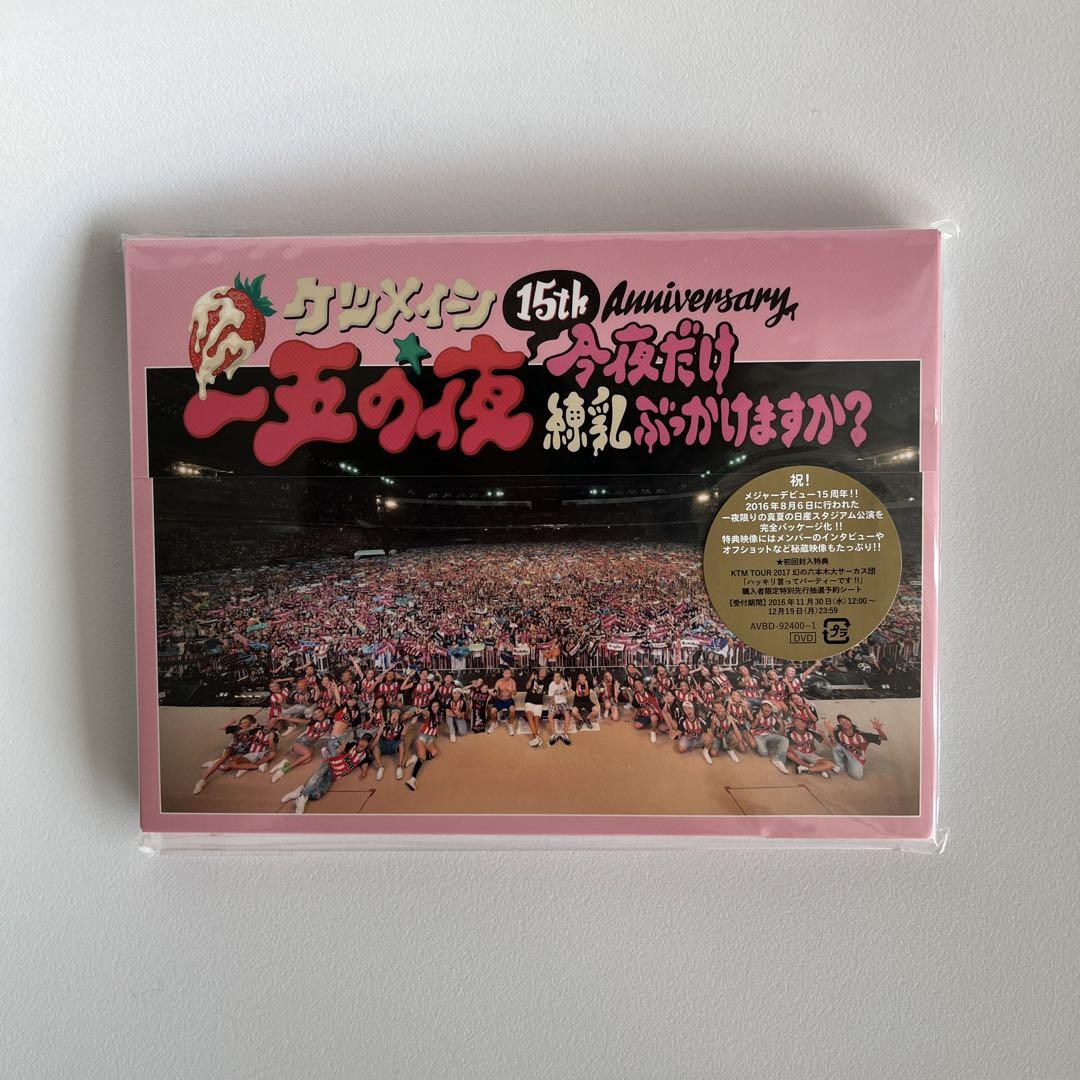 ケツメイシ 15th Anniversary
一五の夜 今夜だけ
練乳ぶっかけますか?
祝!
メジャーデビュー15周年!!
2016年8月6日に行われた
一夜限りの真夏の日産スタジアム公演を
完全パッケージ化!!
特典映像にはメンバーのインタビューや
オフショットなど秘蔵映像もたっぷり!!
★初回封入特典
KTM TOUR 2017 幻の六本木大サーカス団
「ハッキリ言ってパーティーです!!」
購入者限定特別先行抽選予約シート
【受付期間】2016年11月30日(水)12:00~
12月19日(月)23:59
AVBD-92400~1
DVD
プラ